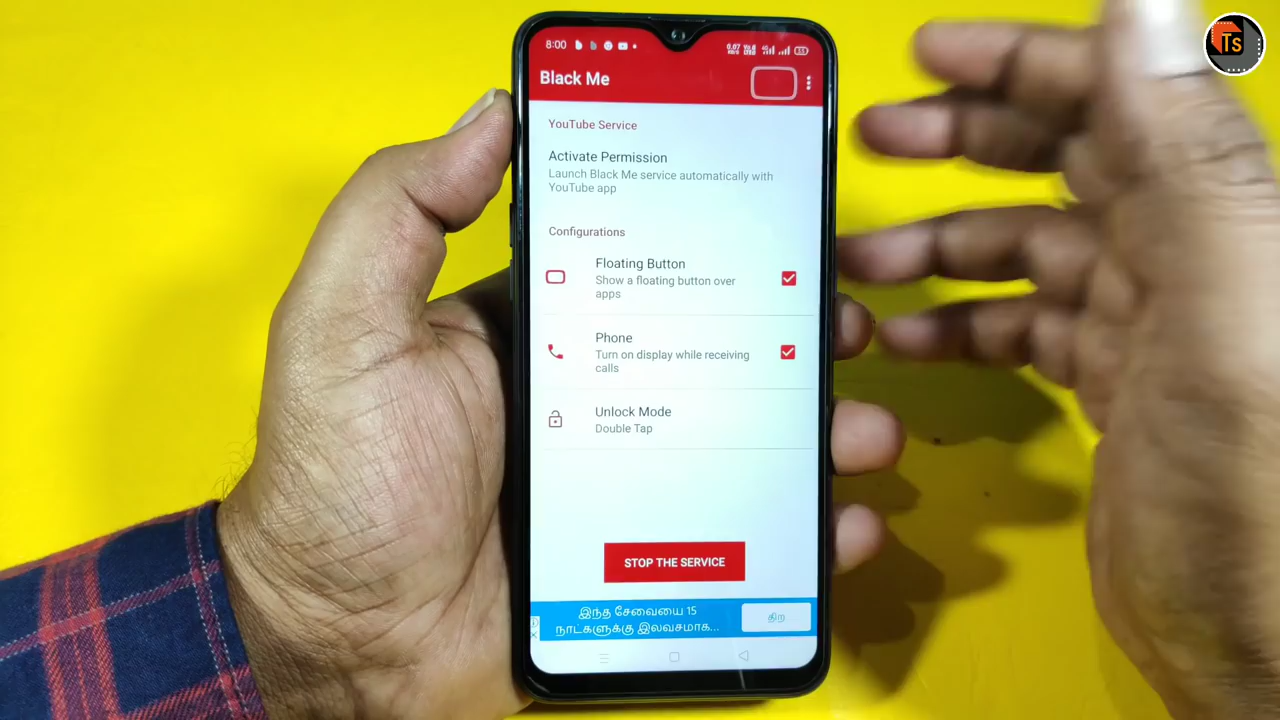 Ts
8:00
Black Me
YouTube Service
Activate Permission
Launch Black Me service automatically with
YouTube app
Configurations
Floating Button
Show a floating button over
apps
Phone
Turn on display while receiving
calls
Unlock Mode
Double Tap
STOP THE SERVICE
இந்த சேவையை 15
நாட்களுக்கு இலவசமாக...
திற